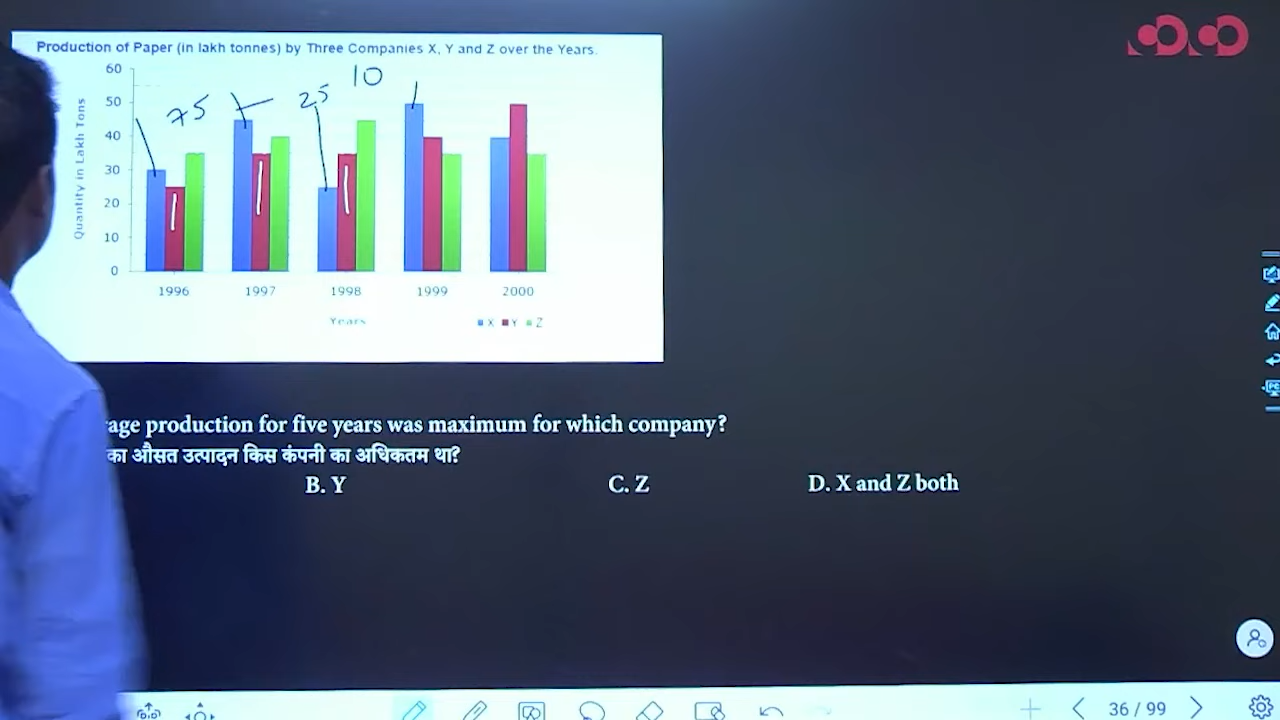 Production of Paper (in lakh tonnes) by Three Companies X, Y and Z over the Years.
60
50
40
30
20
10
0
Quantity in Lakh Tons
75
25
10
1996
1997
1998
1999
2000
Years
X Y Z
production for five years was maximum for which company?
का औसत उत्पादन किस कंपनी का अधिकतम था?
B. Y
C. Z
D. X and Z both
36 / 99